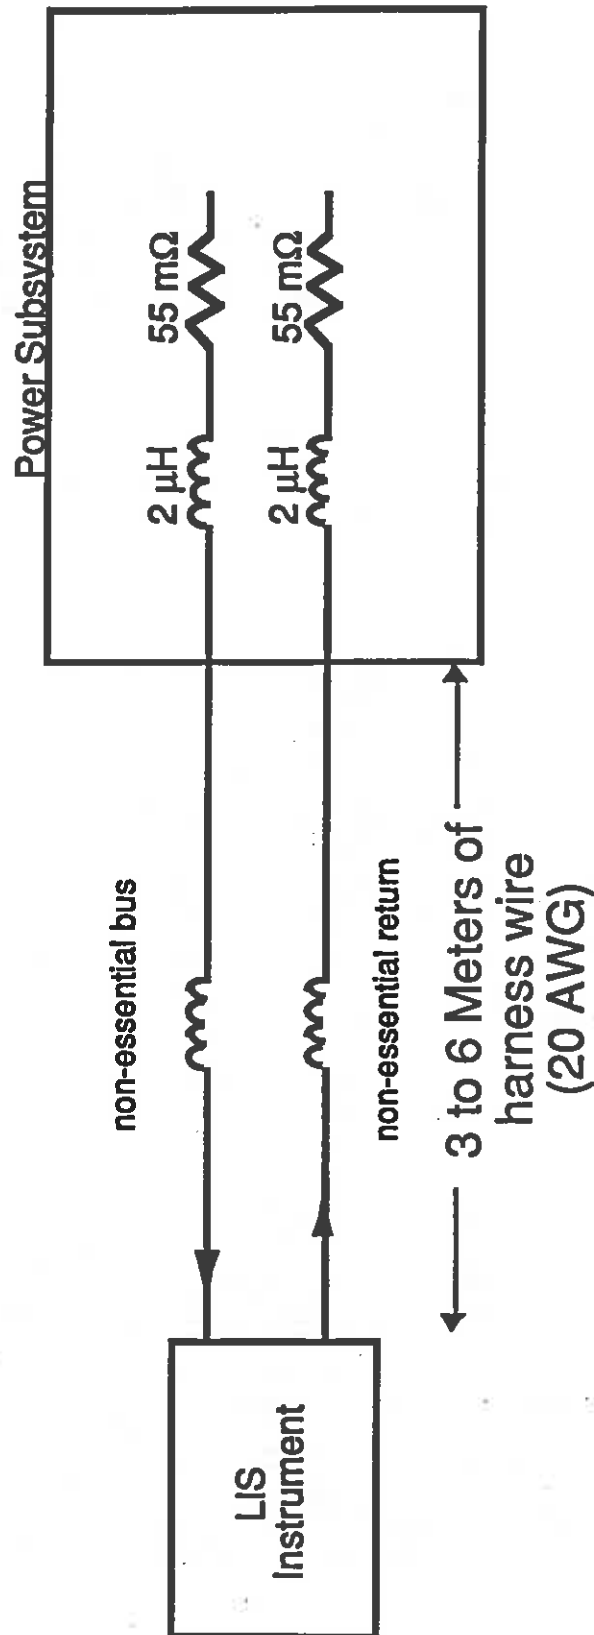 Power Subsystem
2 μH
55 mΩ
2 μH
55 mΩ
non-essential bus
non-essential return
LIS
Instrument
3 to 6 Meters of
harness wire
(20 AWG)